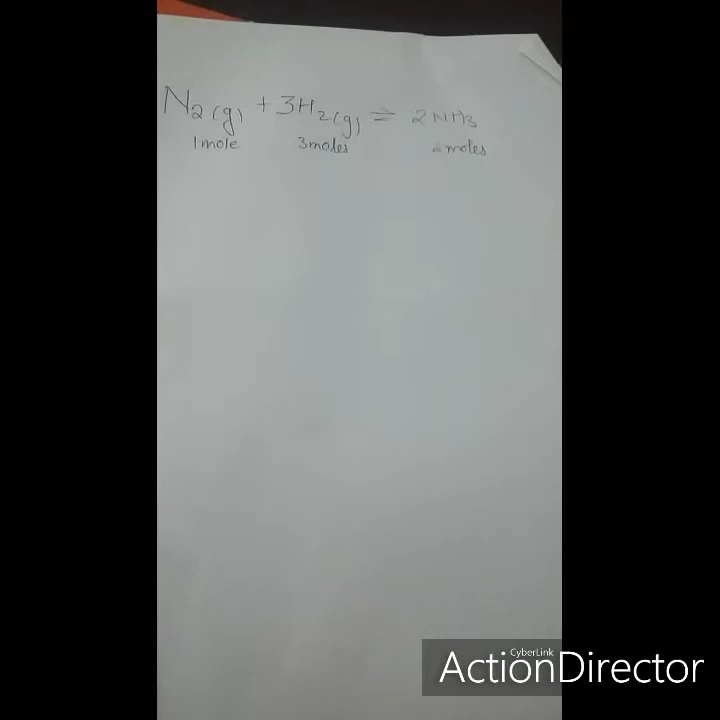 N2(g) + 3H2(g) ⇌ 2NH3
1mole 3moles 2moles
CyberLink
ActionDirector